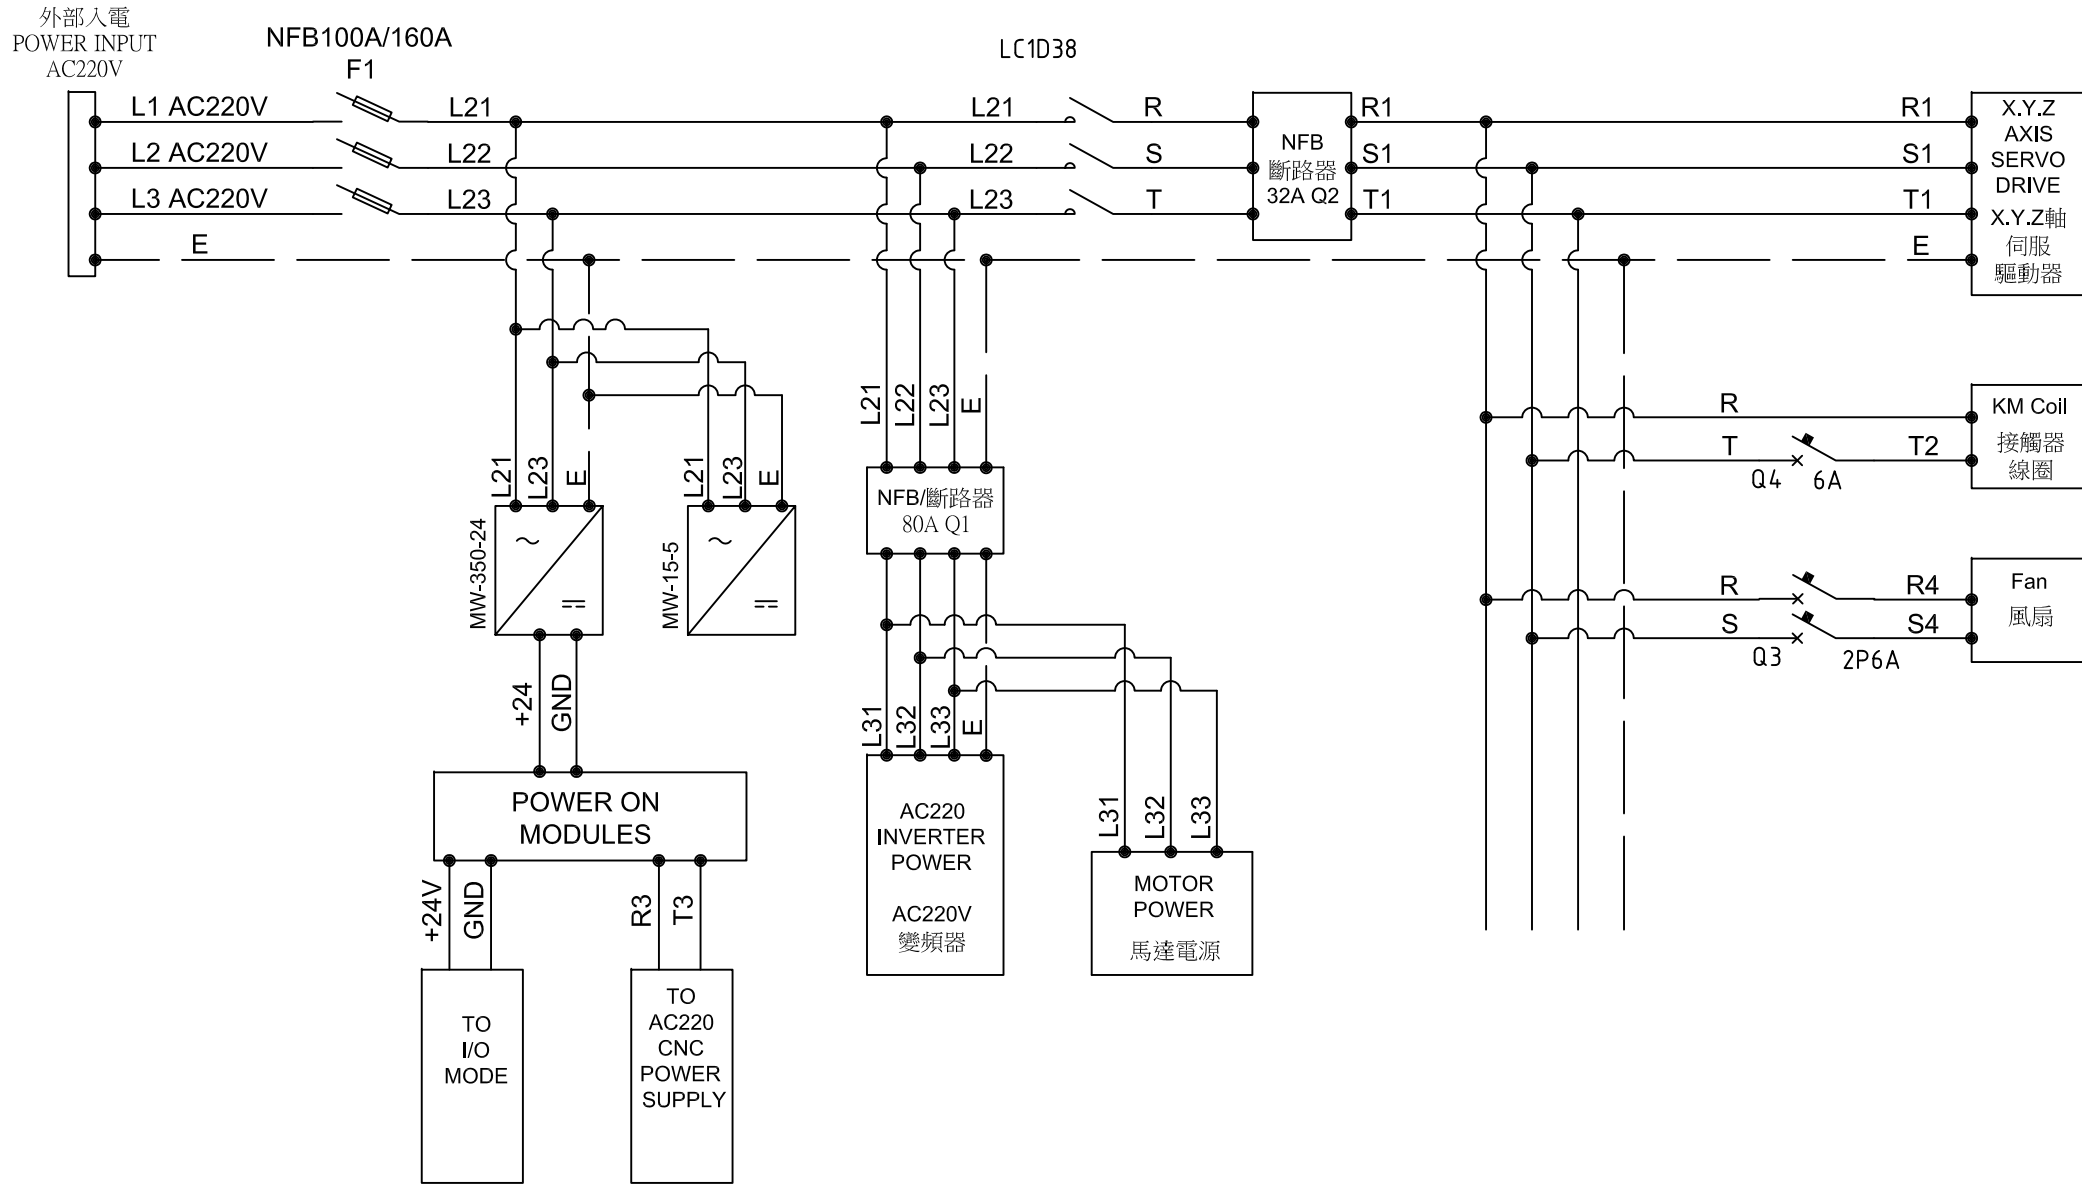 外部入電
POWER INPUT
AC220V
NFB100A/160A
F1
LC1D38
L1 AC220V
L21
L21
R
R1
R1
L2 AC220V
L22
L22
S
S1
S1
L3 AC220V
L23
L23
T
T1
T1
E
E
NFB
斷路器
32A Q2
X.Y.Z
AXIS
SERVO
DRIVE
X.Y.Z軸
伺服
驅動器
L21
L23
E
L21
L23
E
MW-350-24
MW-15-5
+24
GND
POWER ON
MODULES
+24V
GND
R3
T3
TO
I/O
MODE
TO
AC220
CNC
POWER
SUPPLY
L21
L22
L23
E
NFB/斷路器
80A Q1
L31
L32
L33
E
AC220
INVERTER
POWER
AC220V
變頻器
L31
L32
L33
MOTOR
POWER
馬達電源
R
T
T2
Q4
6A
KM Coil
接觸器
線圈
R
R4
S
S4
Q3
2P6A
Fan
風扇